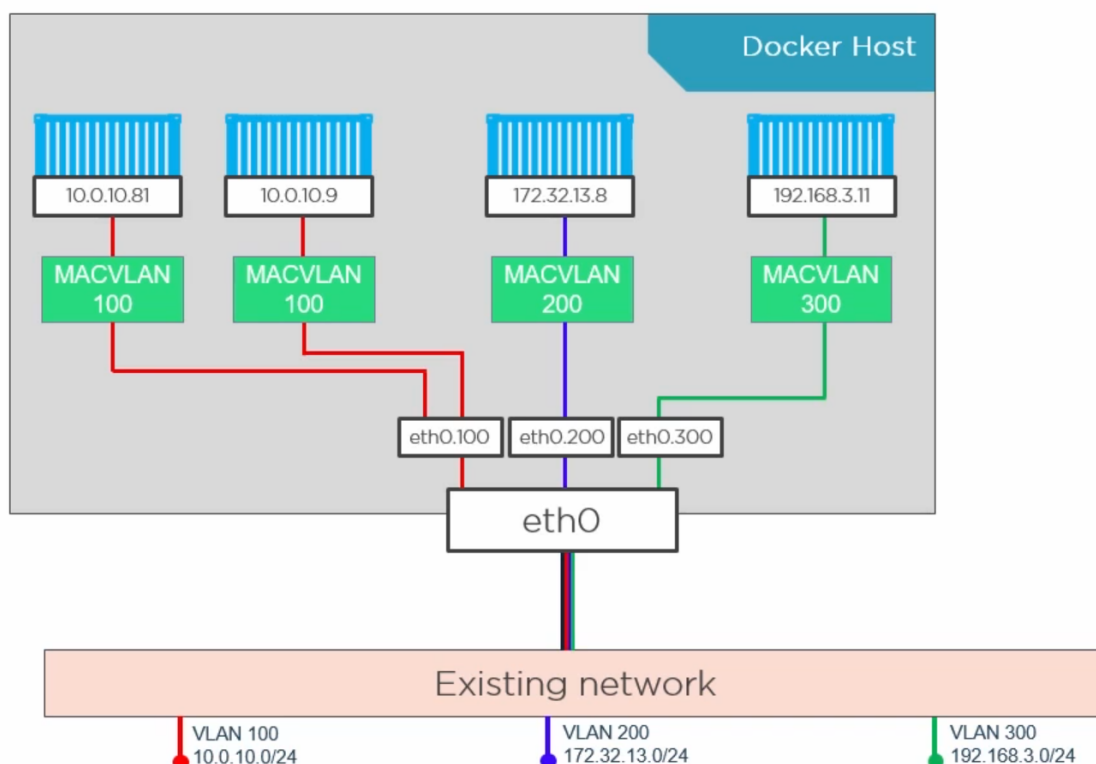 Docker Host
10.0.10.81
10.0.10.9
172.32.13.8
192.168.3.11
MACVLAN
100
MACVLAN
100
MACVLAN
200
MACVLAN
300
eth0.100
eth0.200
eth0.300
eth0
Existing network
VLAN 100
10.0.10.0/24
VLAN 200
172.32.13.0/24
VLAN 300
192.168.3.0/24